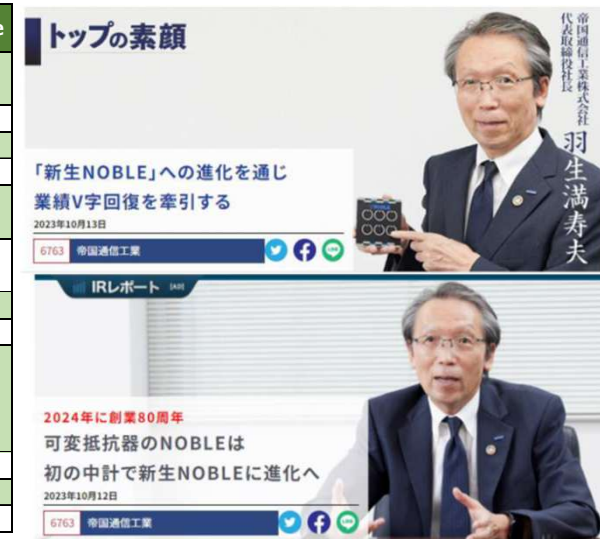 e
トップの素顔
帝国通信工業株式会社
代表取締役社長
羽生満寿夫
「新生NOBLE」への進化を通じ
業績V字回復を牽引する
2023年10月13日
6763 帝国通信工業
IRレポート [AD]
2024年に創業80周年
可変抵抗器のNOBLEは
初の中計で新生NOBLEに進化へ
2023年10月12日
6763 帝国通信工業